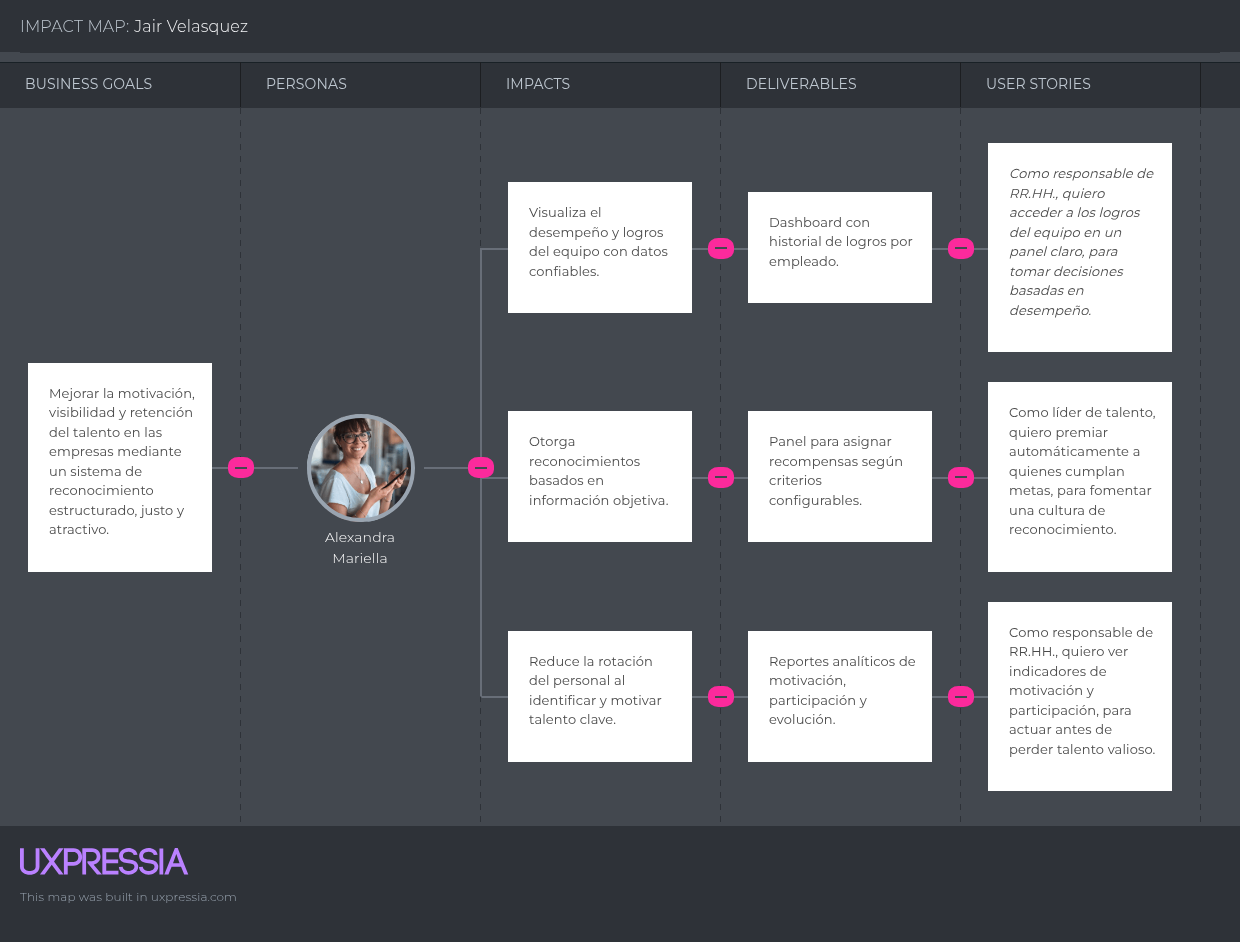 IMPACT MAP: Jair Velasquez
BUSINESS GOALS
PERSONAS
IMPACTS
DELIVERABLES
USER STORIES
Mejorar la motivación,
visibilidad y retención
del talento en las
empresas mediante
un sistema de
reconocimiento
estructurado, justo y
atractivo.
Alexandra
Mariella
Visualiza el
desempeño y logros
del equipo con datos
confiables.
Dashboard con
historial de logros por
empleado.
Como responsable de
RR.HH., quiero
acceder a los logros
del equipo en un
panel claro, para
tomar decisiones
basadas en
desempeño.
Otorga
reconocimientos
basados en
información objetiva.
Panel para asignar
recompensas según
criterios
configurables.
Como líder de talento,
quiero premiar
automáticamente a
quienes cumplan
metas, para fomentar
una cultura de
reconocimiento.
Reduce la rotación
del personal al
identificar y motivar
talento clave.
Reportes analíticos de
motivación,
participación y
evolución.
Como responsable de
RR.HH., quiero ver
indicadores de
motivación y
participación, para
actuar antes de
perder talento valioso.
UXPRESSIA
This map was built in uxpressia.com